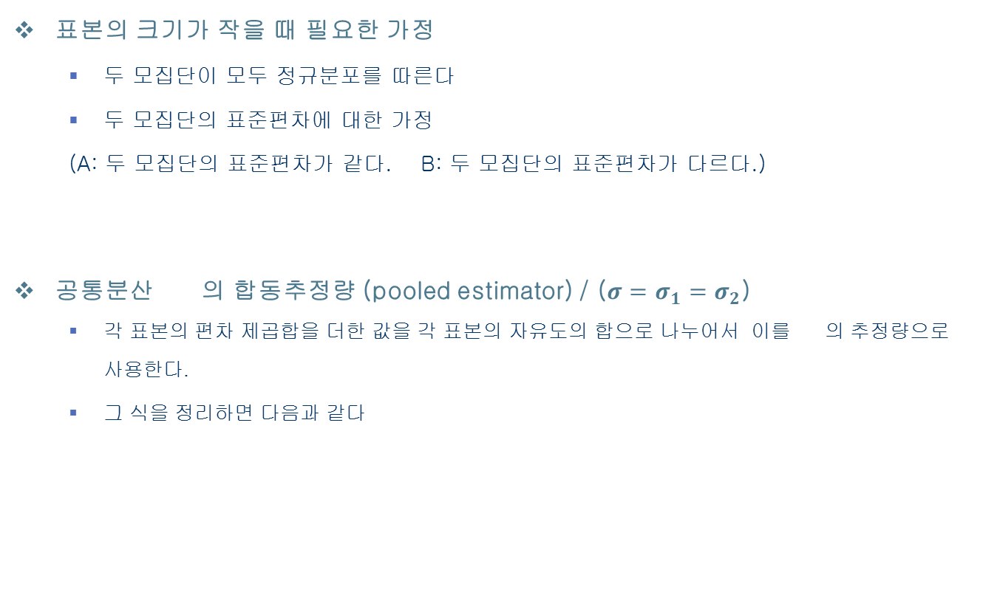 ❖ 표본의 크기가 작을 때 필요한 가정
▪ 두 모집단이 모두 정규분포를 따른다
▪ 두 모집단의 표준편차에 대한 가정
(A: 두 모집단의 표준편차가 같다. B: 두 모집단의 표준편차가 다르다.)
❖ 공통분산 의 합동추정량 (pooled estimator) / (σ = σ₁ = σ₂)
▪ 각 표본의 편차 제곱합을 더한 값을 각 표본의 자유도의 합으로 나누어서 이를 의 추정량으로
사용한다.
▪ 그 식을 정리하면 다음과 같다